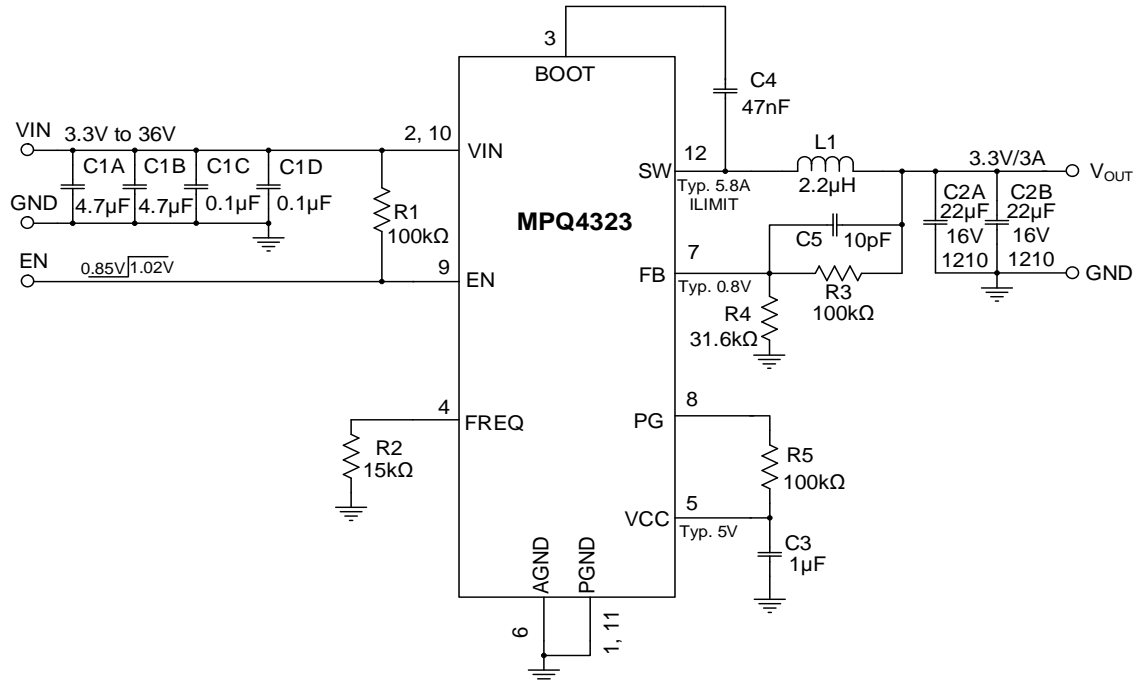 3
BOOT
C4
47nF
VIN
3.3V to 36V
2, 10
VIN
C1A
C1B
C1C
C1D
4.7µF
4.7µF
0.1µF
0.1µF
GND
R1
100kΩ
EN
0.85V
1.02V
9
EN
MPQ4323
12
SW
Typ. 5.8A
ILIMIT
L1
2.2µH
3.3V/3A
VOUT
C2A
22µF
16V
1210
C2B
22µF
16V
1210
GND
C5
10pF
7
FB
Typ. 0.8V
R3
100kΩ
R4
31.6kΩ
4
FREQ
R2
15kΩ
8
PG
R5
100kΩ
5
VCC
Typ. 5V
C3
1µF
AGND
PGND
6
1, 11